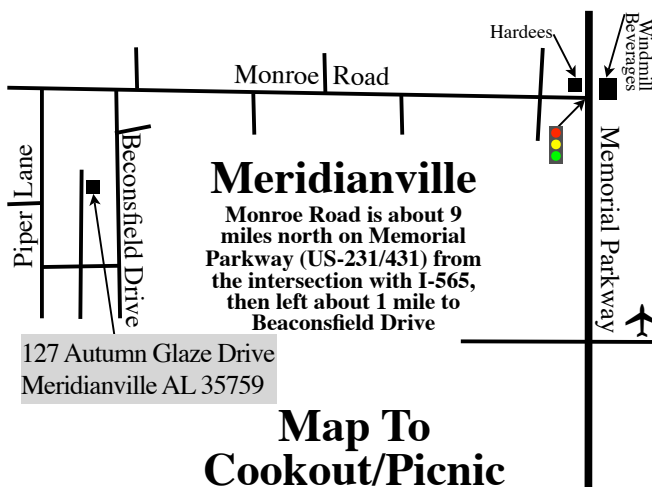 Hardees
Windmill
Beverages
Monroe Road
Piper Lane
Beconsfield Drive
Memorial Parkway
Meridianville
Monroe Road is about 9
miles north on Memorial
Parkway (US-231/431) from
the intersection with I-565,
then left about 1 mile to
Beaconsfield Drive
127 Autumn Glaze Drive
Meridianville AL 35759
Map To
Cookout/Picnic